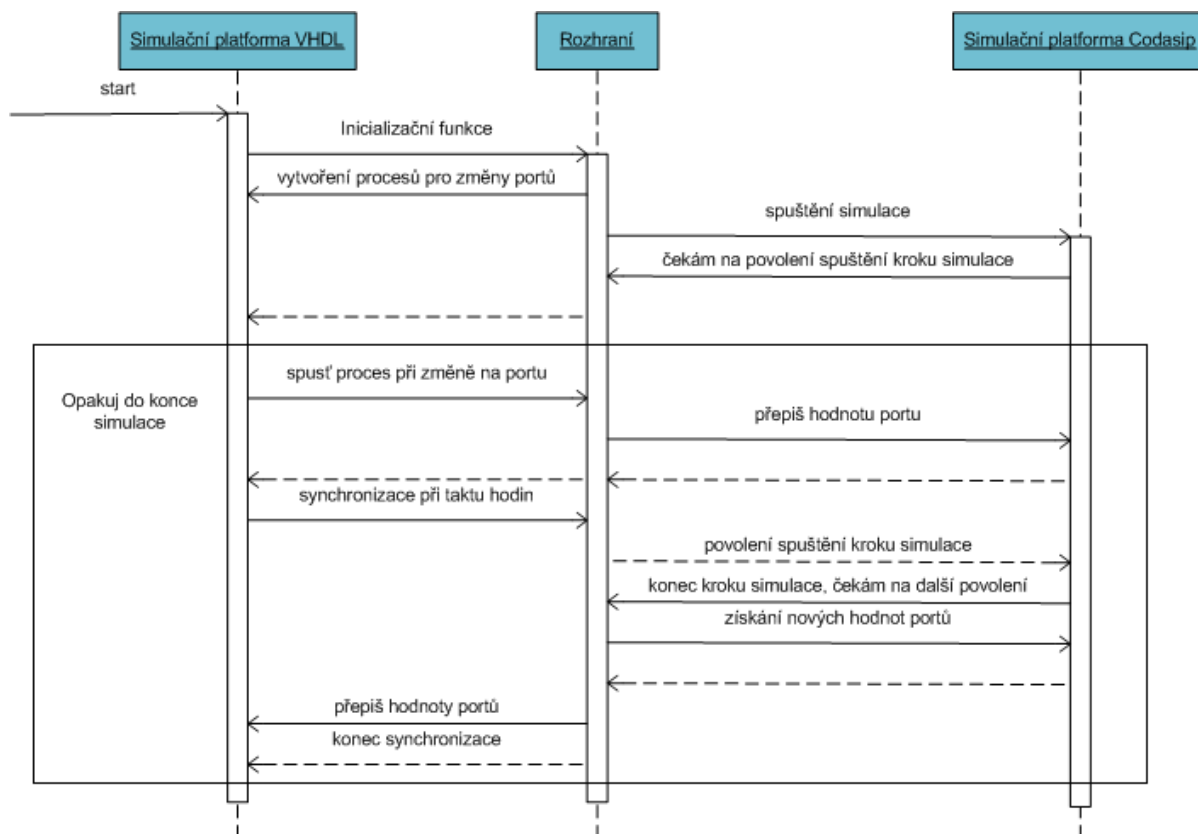 Simulační platforma VHDL
Rozhraní
Simulační platforma Codasip
start
Inicializační funkce
vytvoření procesů pro změny portů
spuštění simulace
čekám na povolení spuštění kroku simulace
spusť proces při změně na portu
Opakuj do konce
simulace
přepiš hodnotu portu
synchronizace při taktu hodin
povolení spuštění kroku simulace
konec kroku simulace, čekám na další povolení
získání nových hodnot portů
přepiš hodnoty portů
konec synchronizace